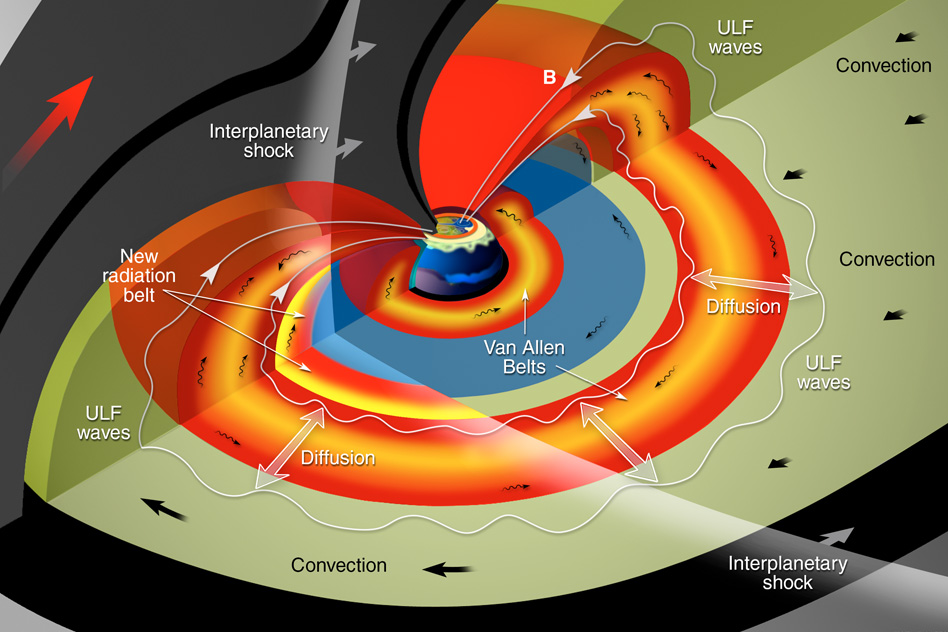 ULF
waves
Convection
B
Interplanetary
shock
New
radiation
belt
Convection
Diffusion
Van Allen
Belts
ULF
waves
ULF
waves
Diffusion
Convection
Interplanetary
shock